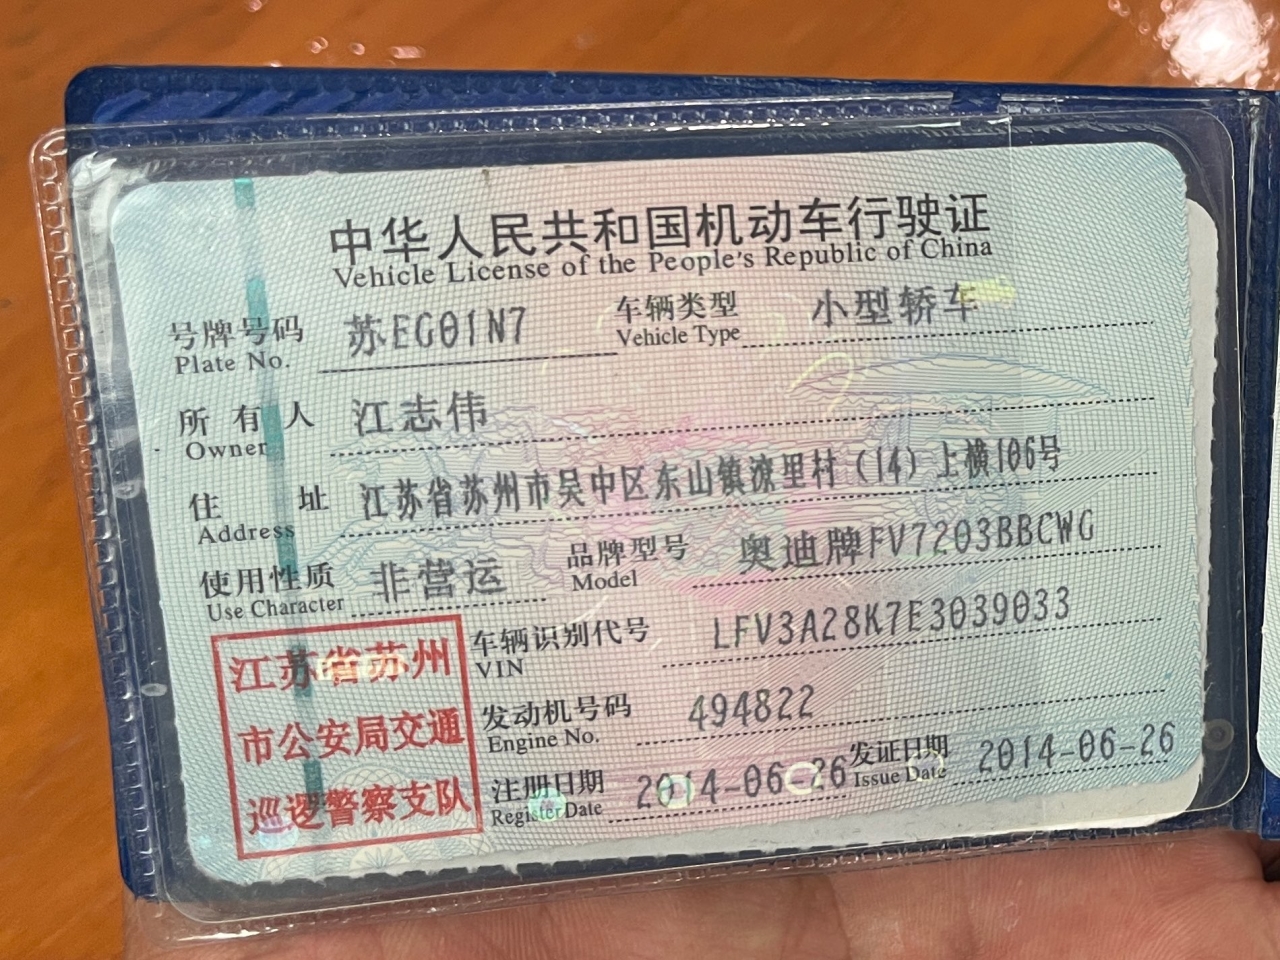 中华人民共和国机动车行驶证
Vehicle License of the People's Republic of China
号牌号码 苏EG01N7 车辆类型 小型轿车
Plate No. Vehicle Type
所有人 江志伟
Owner
住址 江苏省苏州市吴中区东山镇潦里村（14）上横106号
Address
使用性质 非营运 品牌型号 奥迪牌FV7203BBCWG
Use Character Model
车辆识别代号 LFV3A28K7E3039033
VIN
发动机号码 494822
Engine No.
注册日期 2014-06-26 发证日期 2014-06-26
Register Date Issue Date
江苏省苏州
市公安局交通
巡逻警察支队